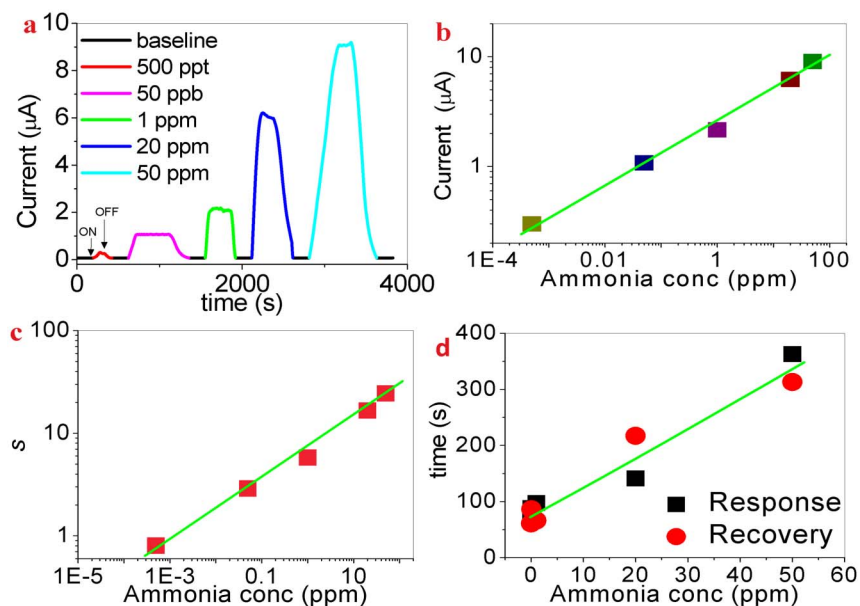 a
10
8
6
4
2
0
Current (μA)
baseline
500 ppt
50 ppb
1 ppm
20 ppm
50 ppm
ON
OFF
0
2000
4000
time (s)
b
10
1
Current (μA)
1E-4
0.01
1
100
Ammonia conc (ppm)
c
100
10
1
s
1E-5
1E-3
0.1
10
Ammonia conc (ppm)
d
400
300
200
100
0
time (s)
Response
Recovery
0
10
20
30
40
50
60
Ammonia conc (ppm)